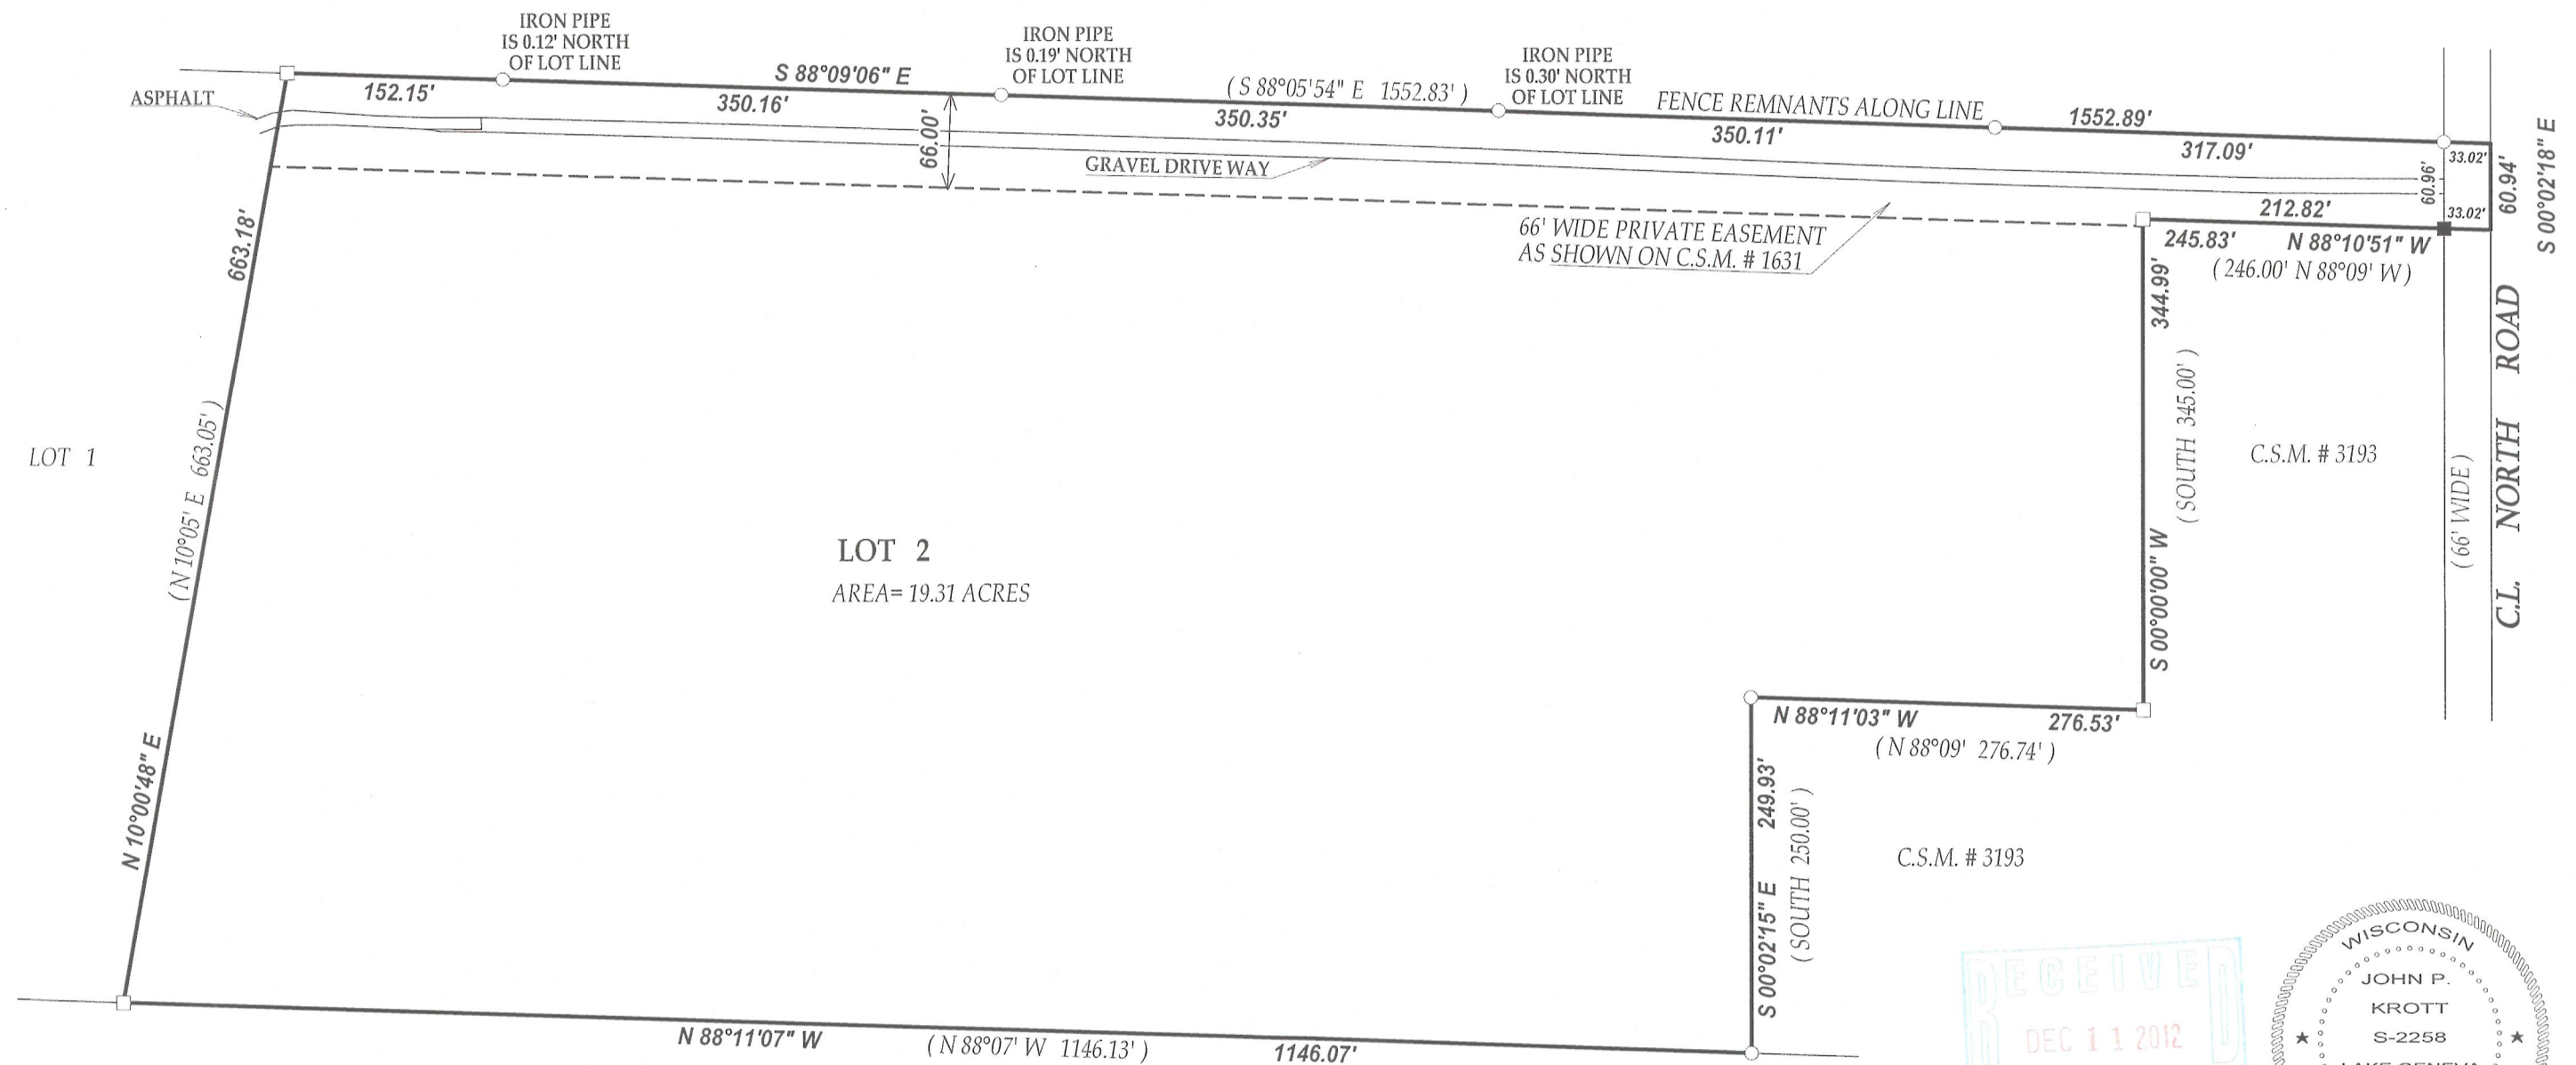 IRON PIPE
IS 0.12' NORTH
OF LOT LINE
IRON PIPE
IS 0.19' NORTH
OF LOT LINE
IRON PIPE
IS 0.30' NORTH
OF LOT LINE
ASPHALT
152.15'
S 88°09'06" E
350.16'
66.00'
( S 88°05'54" E 1552.83' )
350.35'
FENCE REMNANTS ALONG LINE
350.11'
1552.89'
317.09'
33.02'
60.96'
60.94'
S 00°02'18" E
GRAVEL DRIVE WAY
66' WIDE PRIVATE EASEMENT
AS SHOWN ON C.S.M. # 1631
212.82'
33.02'
245.83' N 88°10'51" W
( 246.00' N 88°09' W )
663.18'
( N 10°05' E 663.05' )
N 10°00'48" E
LOT 1
LOT 2
AREA= 19.31 ACRES
344.99'
( SOUTH 345.00' )
S 00°00'00" W
C.S.M. # 3193
( 66' WIDE )
C.L. NORTH ROAD
N 88°11'03" W 276.53'
( N 88°09' 276.74' )
249.93'
( SOUTH 250.00' )
S 00°02'15" E
C.S.M. # 3193
N 88°11'07" W ( N 88°07' W 1146.13' ) 1146.07'
RECEIVED
DEC 11 2012
WISCONSIN
JOHN P.
KROTT
S-2258
LAKE GENEVA